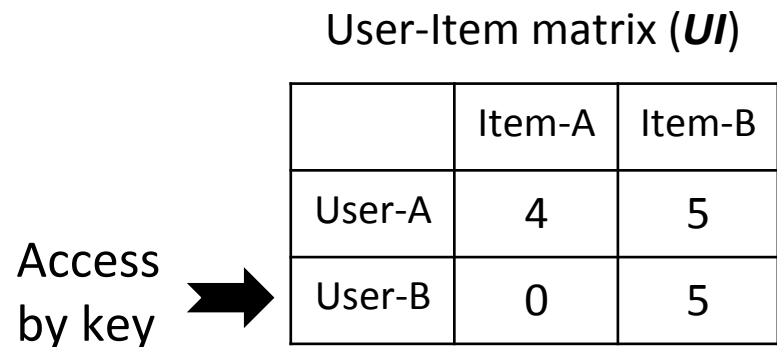 User-Item matrix (UI)
Item-A Item-B
User-A 4 5
Access
by key
User-B 0 5